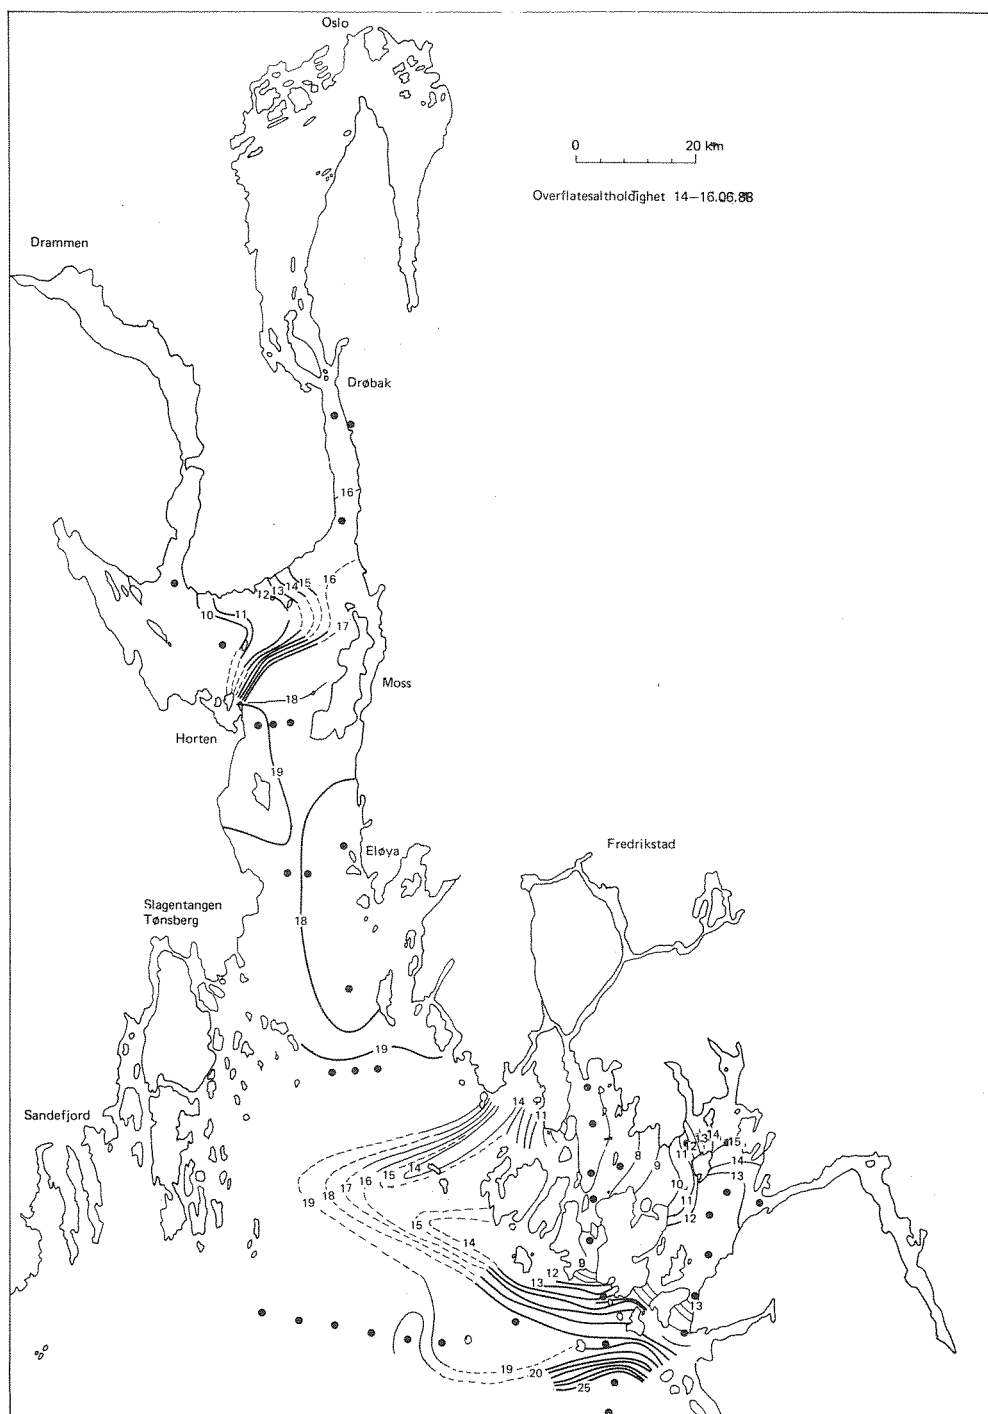 Oslo
0 20 km
Overflatesaltholdighet 14–16.06.88
Drammen
Drøbak
16
12 13 14 15 16
10 11
17
Moss
18
Horten
19
Eløya
Fredrikstad
Slagentangen
Tønsberg
18
19
Sandefjord
14
11
7 8 9
11 12 13 14 15
14
13
10
11
12
14
15
16
17
18
19
15
14
9
12
13
13
19 20
25